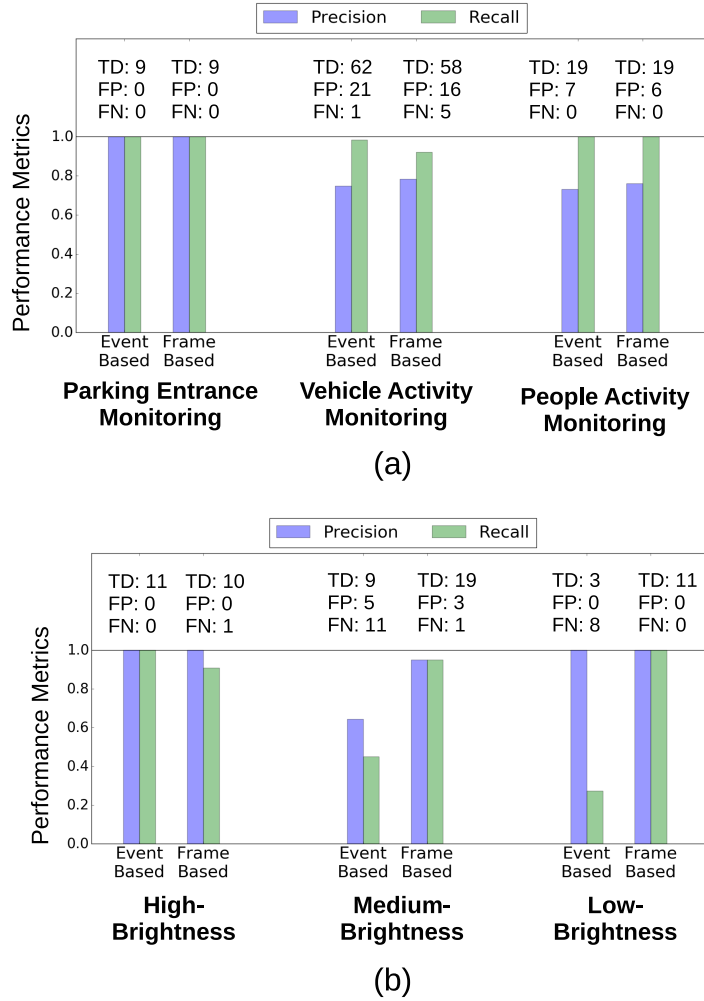 Precision Recall
TD: 9 TD: 9 TD: 62 TD: 58 TD: 19 TD: 19
FP: 0 FP: 0 FP: 21 FP: 16 FP: 7 FP: 6
FN: 0 FN: 0 FN: 1 FN: 5 FN: 0 FN: 0
Performance Metrics
1.0
0.8
0.6
0.4
0.2
0.0
Event Frame Event Frame Event Frame
Based Based Based Based Based Based
Parking Entrance Vehicle Activity People Activity
Monitoring Monitoring Monitoring
(a)
Precision Recall
TD: 11 TD: 10 TD: 9 TD: 19 TD: 3 TD: 11
FP: 0 FP: 0 FP: 5 FP: 3 FP: 0 FP: 0
FN: 0 FN: 1 FN: 11 FN: 1 FN: 8 FN: 0
Performance Metrics
1.0
0.8
0.6
0.4
0.2
0.0
Event Frame Event Frame Event Frame
Based Based Based Based Based Based
High- Medium- Low-
Brightness Brightness Brightness
(b)